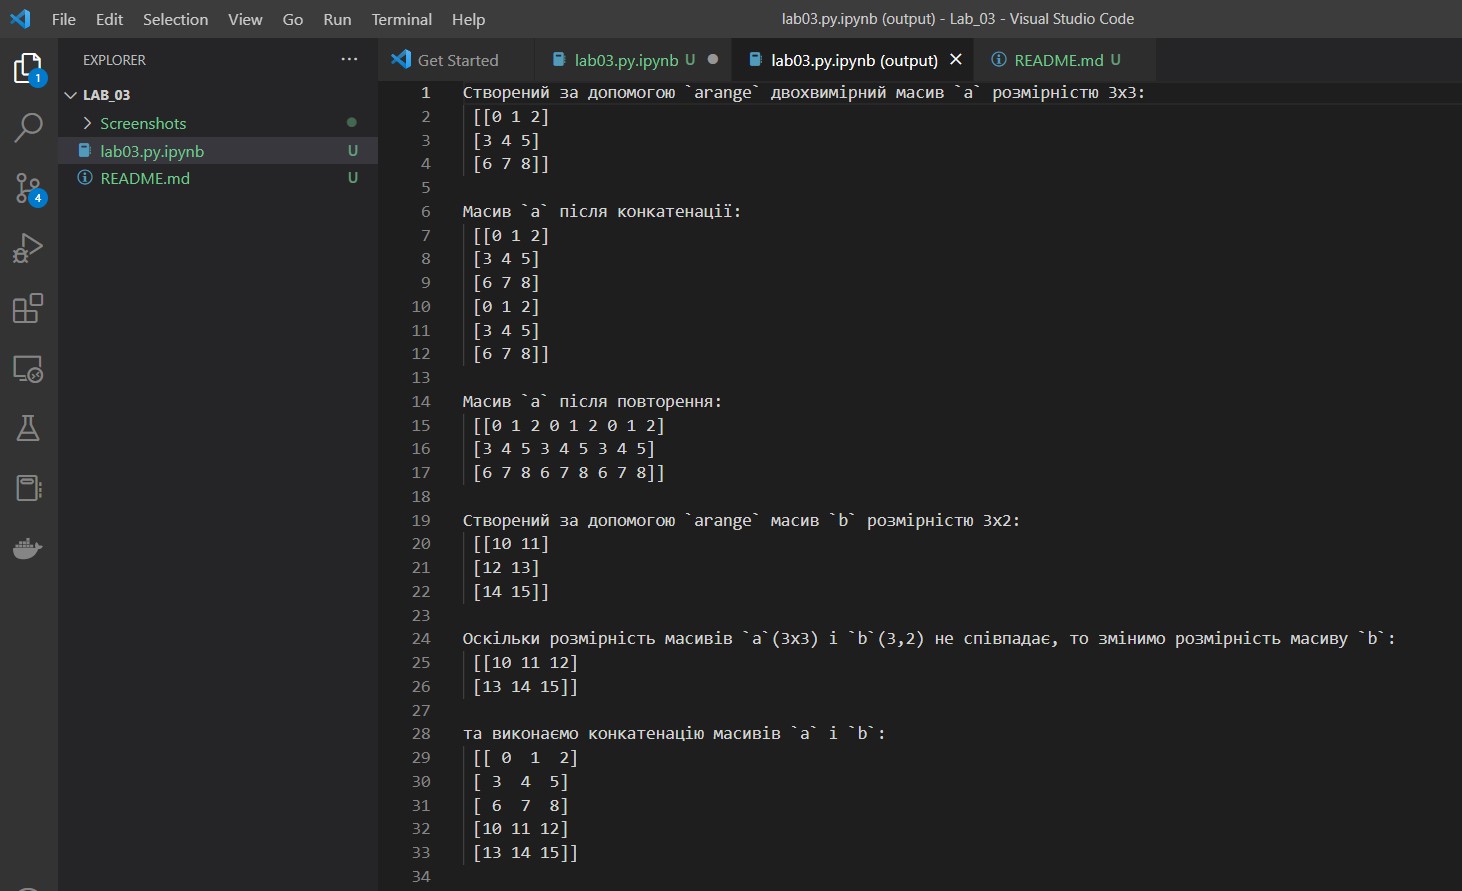 File Edit Selection View Go Run Terminal Help
lab03.py.ipynb (output) - Lab_03 - Visual Studio Code
EXPLORER ···
Get Started
lab03.py.ipynb U
lab03.py.ipynb (output)
README.md U
LAB_03
Screenshots
lab03.py.ipynb U
README.md U
1
4
1 Створений за допомогою `arange` двохвимірний масив `a` розмірністю 3х3:
2 [[0 1 2]
3 [3 4 5]
4 [6 7 8]]
5
6 Масив `a` після конкатенації:
7 [[0 1 2]
8 [3 4 5]
9 [6 7 8]
10 [0 1 2]
11 [3 4 5]
12 [6 7 8]]
13
14 Масив `a` після повторення:
15 [[0 1 2 0 1 2 0 1 2]
16 [3 4 5 3 4 5 3 4 5]
17 [6 7 8 6 7 8 6 7 8]]
18
19 Створений за допомогою `arange` масив `b` розмірністю 3х2:
20 [[10 11]
21 [12 13]
22 [14 15]]
23
24 Оскільки розмірність масивів `a`(3х3) і `b`(3,2) не співпадає, то змінимо розмірність масиву `b`:
25 [[10 11 12]
26 [13 14 15]]
27
28 та виконаємо конкатенацію масивів `a` і `b`:
29 [[ 0  1  2]
30 [ 3  4  5]
31 [ 6  7  8]
32 [10 11 12]
33 [13 14 15]]
34